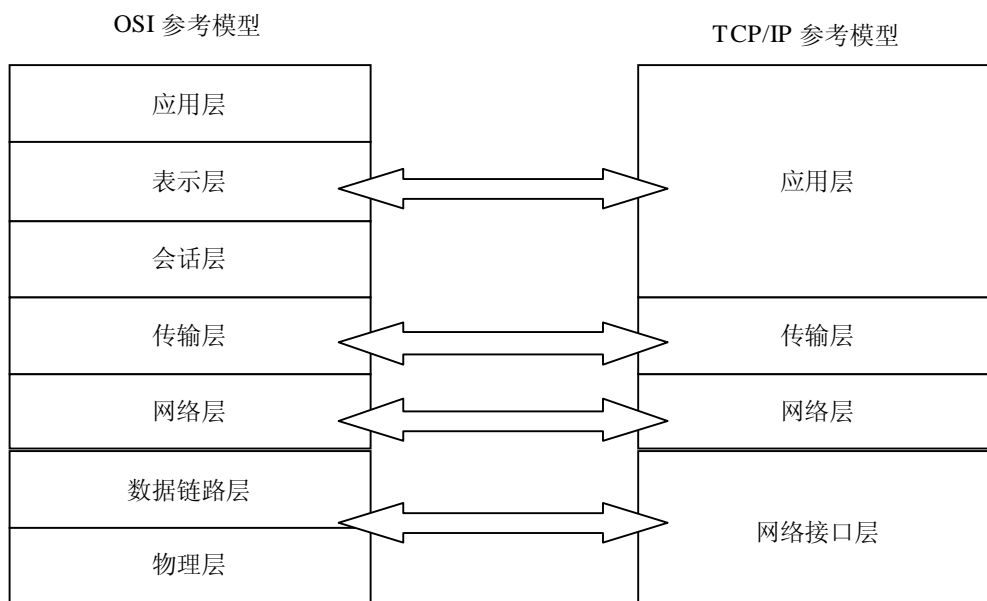 OSI 参考模型
TCP/IP 参考模型
应用层
表示层
会话层
传输层
网络层
数据链路层
物理层
应用层
传输层
网络层
网络接口层